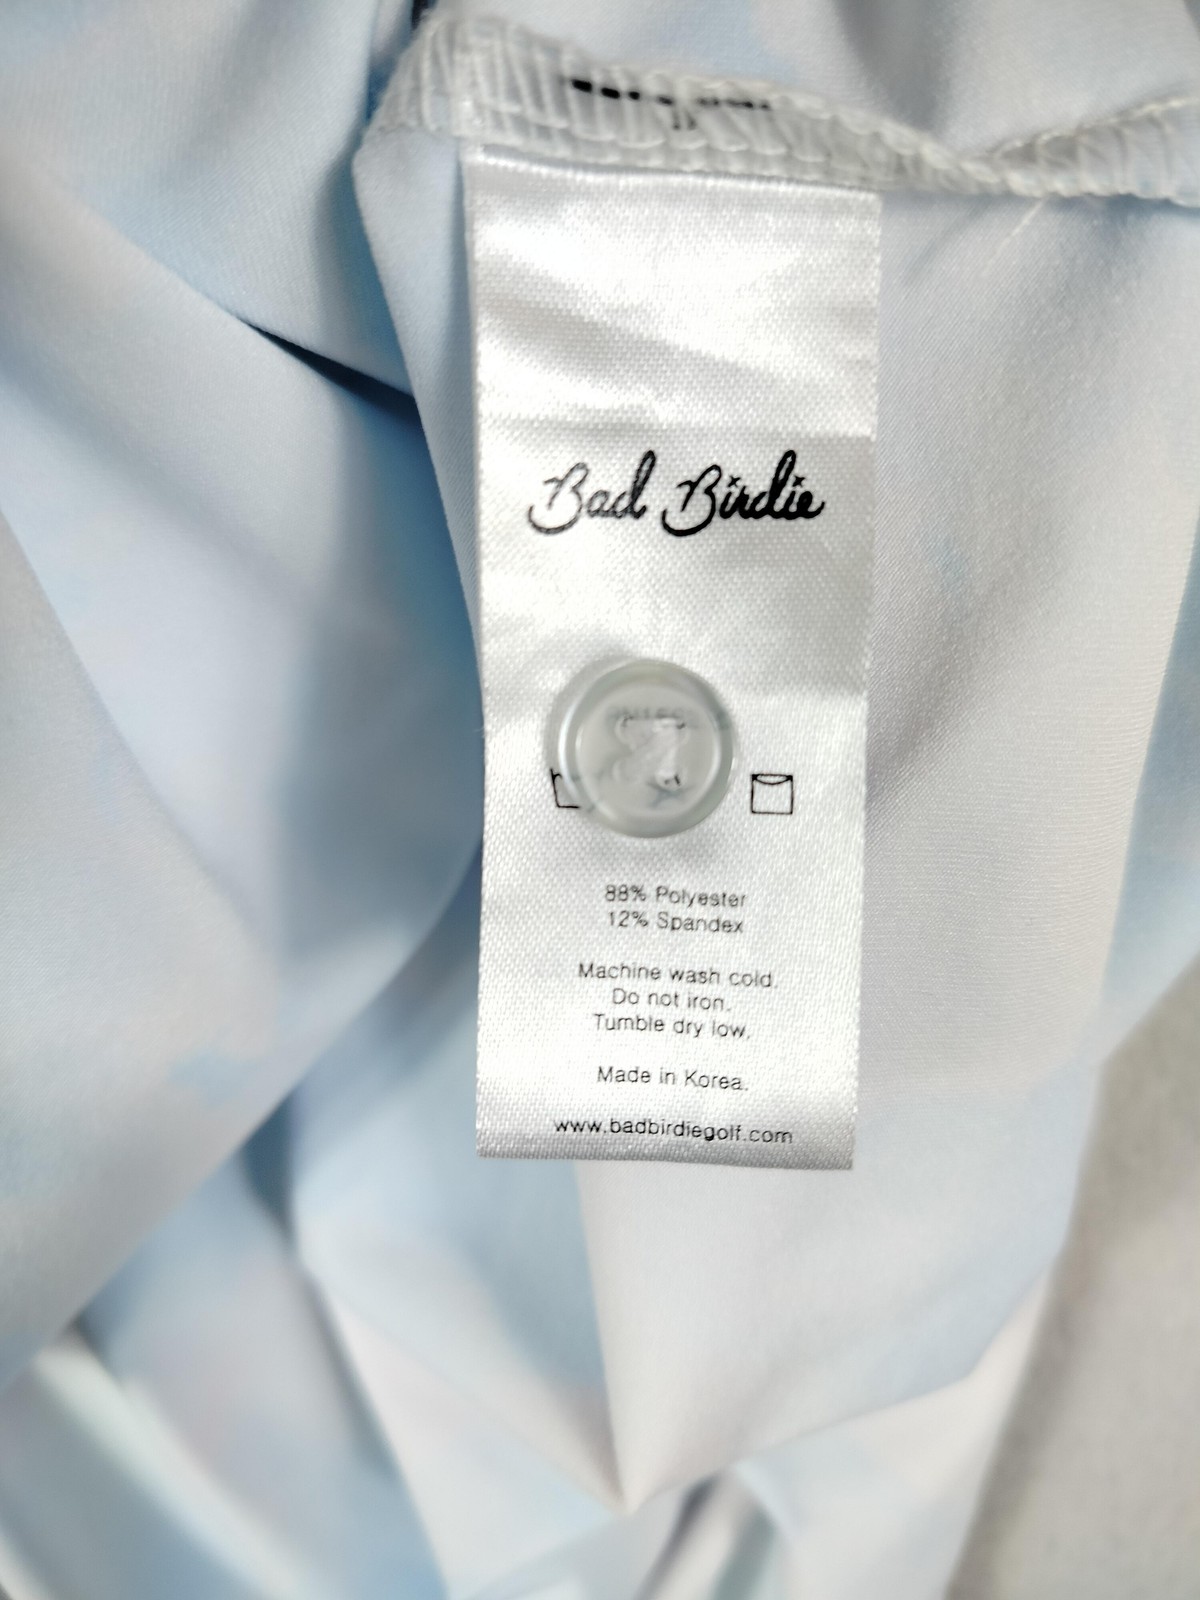 Bad Birdie
88% Polyester
12% Spandex
Machine wash cold.
Do not iron.
Tumble dry low.
Made in Korea.
www.badbirdiegolf.com